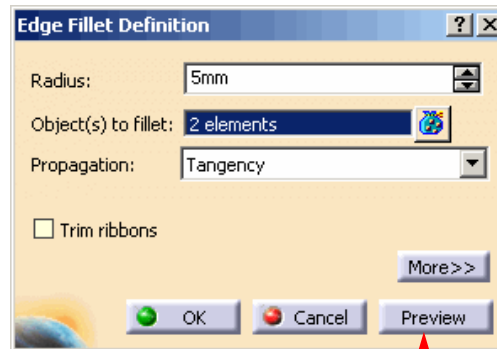 Edge Fillet Definition ? X
Radius: 5mm
Object(s) to fillet: 2 elements
Propagation: Tangency
Trim ribbons
More>>
OK Cancel Preview